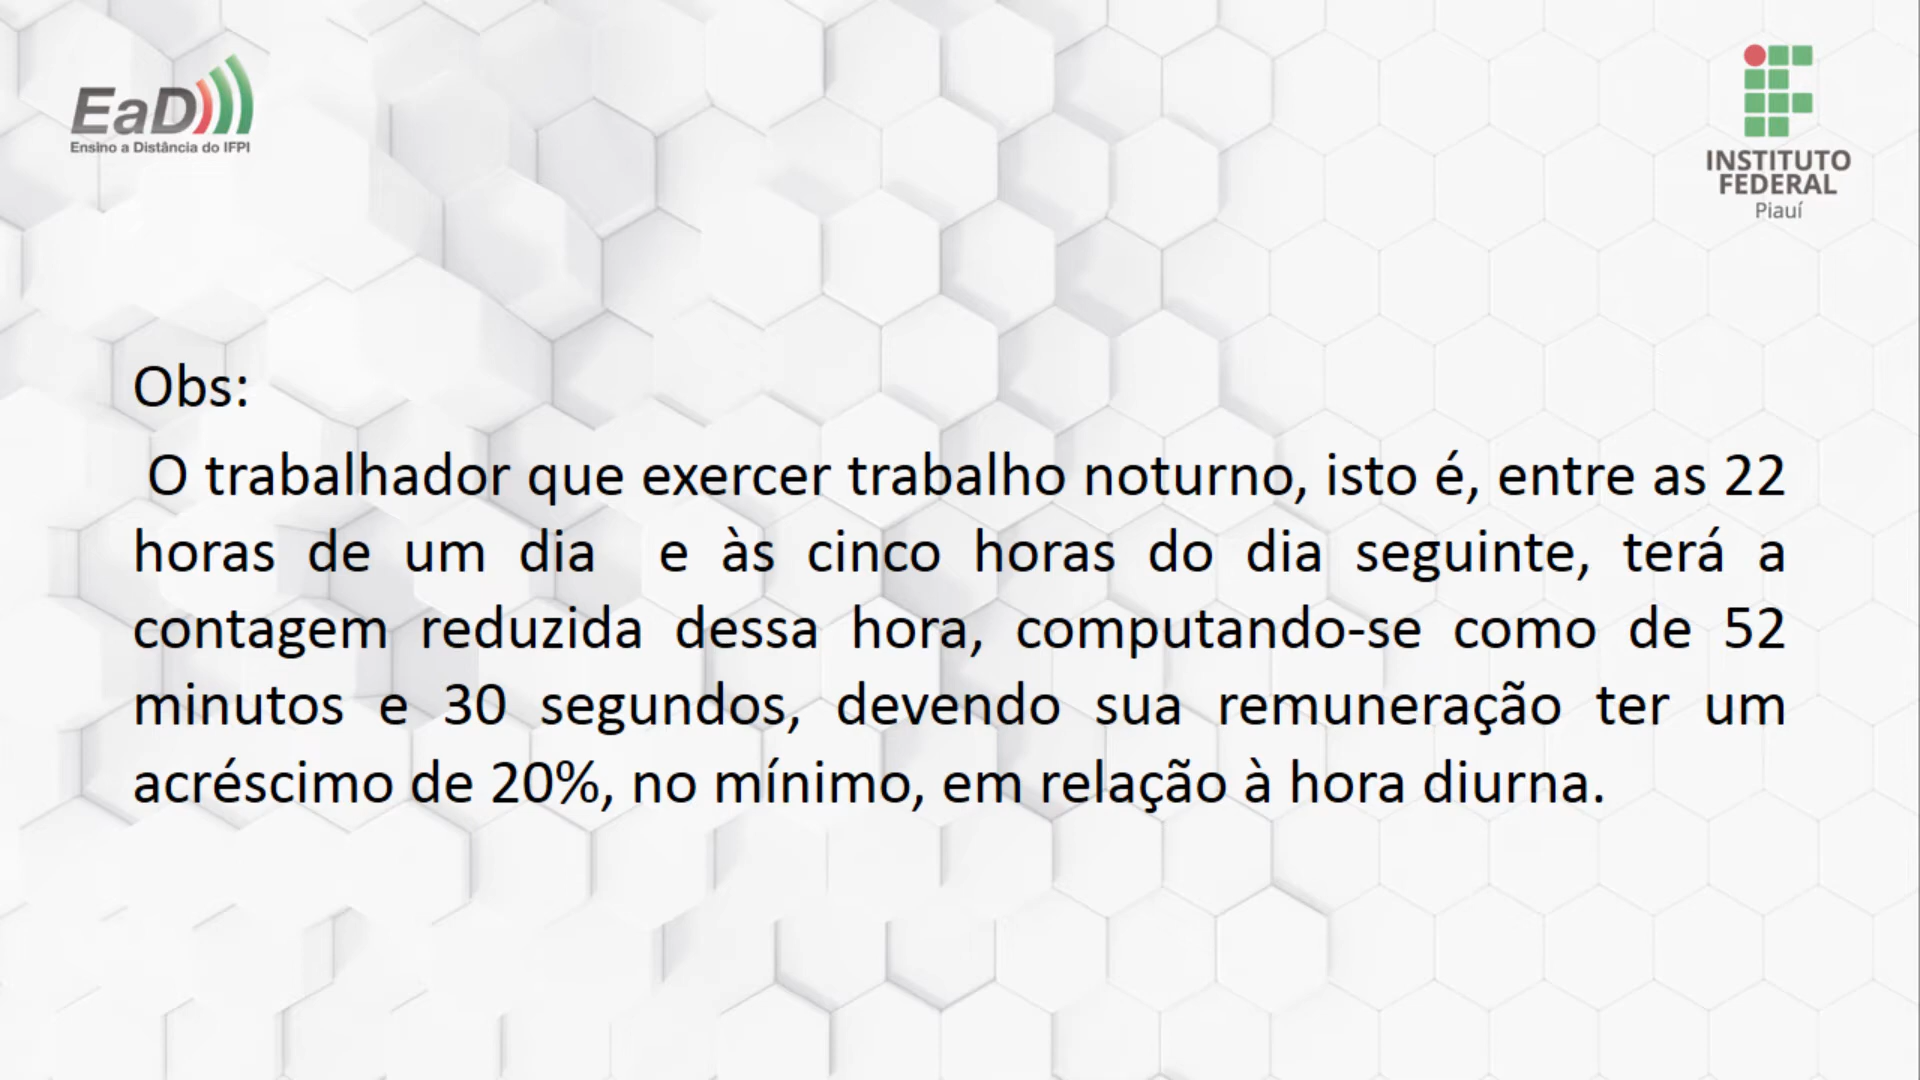 EaD
Ensino a Distância do IFPI
INSTITUTO
FEDERAL
Piauí
Obs:
O trabalhador que exercer trabalho noturno, isto é, entre as 22
horas de um dia e às cinco horas do dia seguinte, terá a
contagem reduzida dessa hora, computando-se como de 52
minutos e 30 segundos, devendo sua remuneração ter um
acréscimo de 20%, no mínimo, em relação à hora diurna.